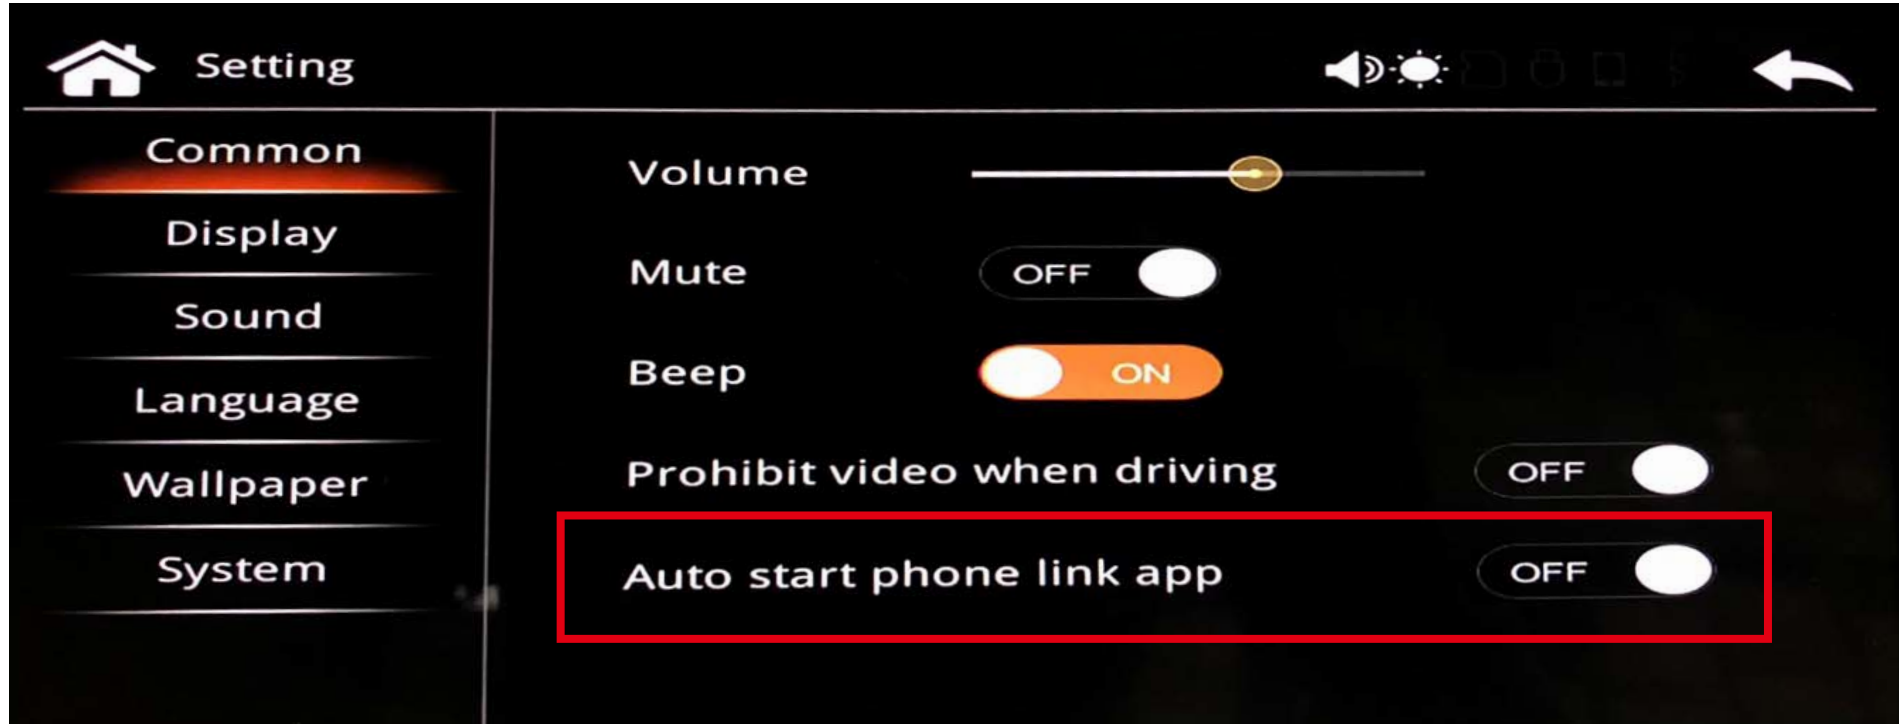 Setting
Common
Display
Sound
Language
Wallpaper
System
Volume
Mute OFF
Beep ON
Prohibit video when driving OFF
Auto start phone link app OFF